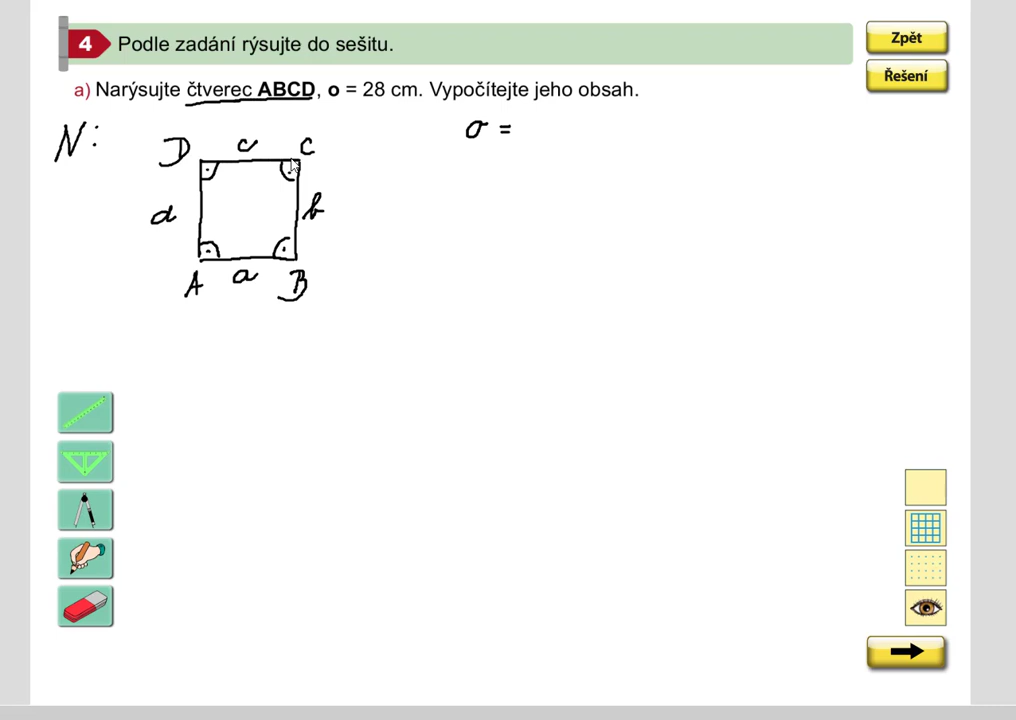 4 Podle zadání rýsujte do sešitu.
Zpět
Řešení
a) Narýsujte čtverec ABCD, o = 28 cm. Vypočítejte jeho obsah.
N:
o =
D c C
d b
A a B